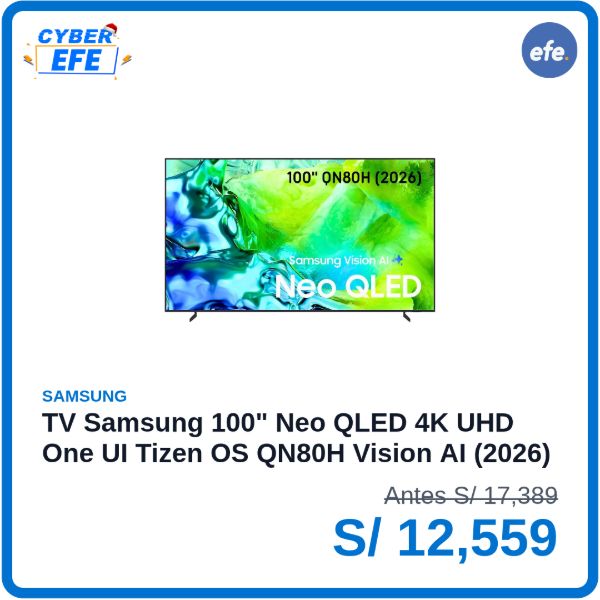 CYBER
EFE
efe.
100" QN80H (2026)
Samsung Vision AI
Neo QLED
SAMSUNG
TV Samsung 100" Neo QLED 4K UHD
One UI Tizen OS QN80H Vision AI (2026)
Antes S/ 17,389
S/ 12,559